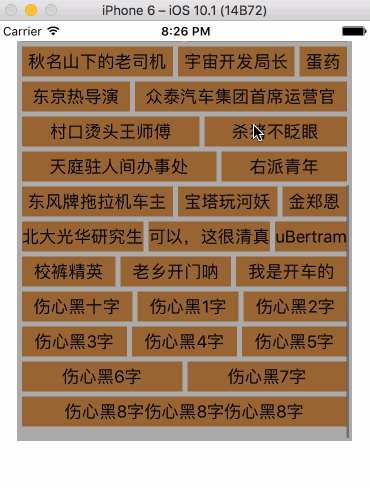 iPhone 6 – iOS 10.1 (14B72)
Carrier 8:26 PM
秋名山下的老司机 宇宙开发局长 蛋药
东京热导演 众泰汽车集团首席运营官
村口烫头王师傅 杀 不眨眼
天庭驻人间办事处 右派青年
东风牌拖拉机车主 宝塔玩河妖 金郑恩
北大光华研究生 可以，这很清真 uBertram
校裤精英 老乡开门呐 我是开车的
伤心黑十字 伤心黑1字 伤心黑2字
伤心黑3字 伤心黑4字 伤心黑5字
伤心黑6字 伤心黑7字
伤心黑8字伤心黑8字伤心黑8字